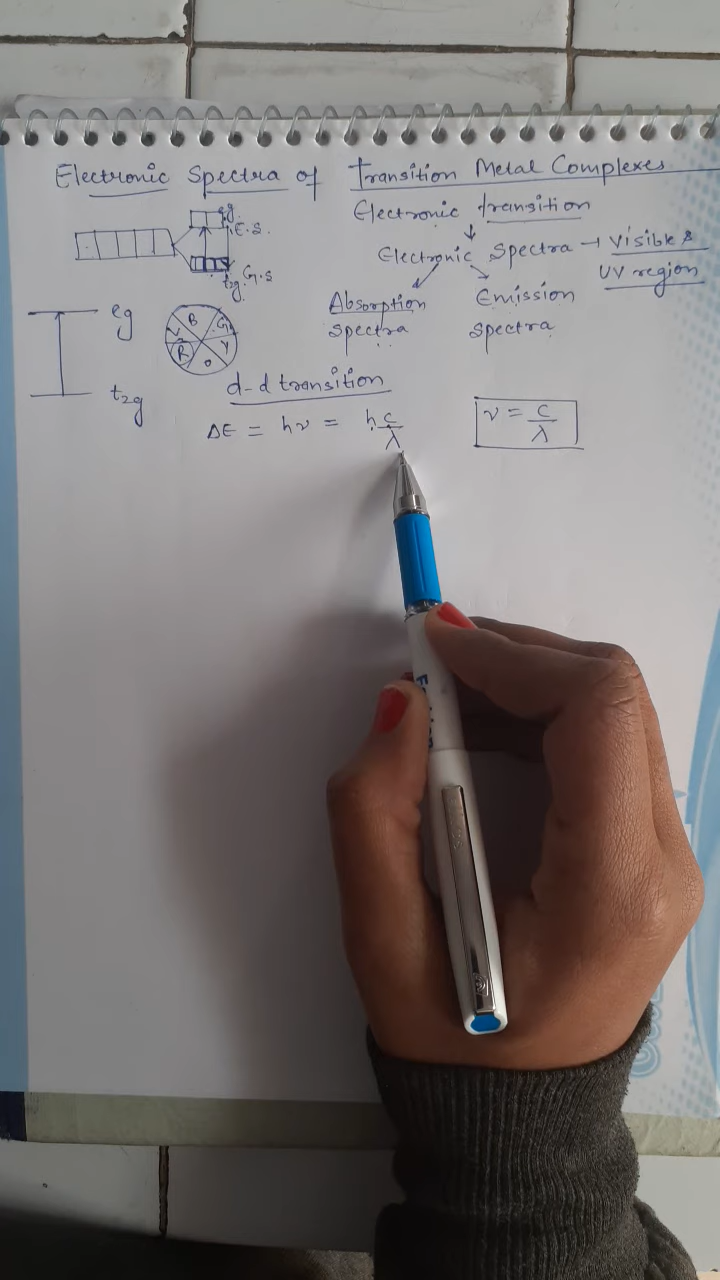 Electronic Spectra of Transition Metal Complexes
Electronic transition
↓
Electronic Spectra → Visible &
UV region
Absorption Emission
Spectra Spectra
eg
E.S.
t2g G.S
eg
t2g
B
G
V
Y
R
O
d-d transition
ΔE = hν = hc/λ
ν = c/λ